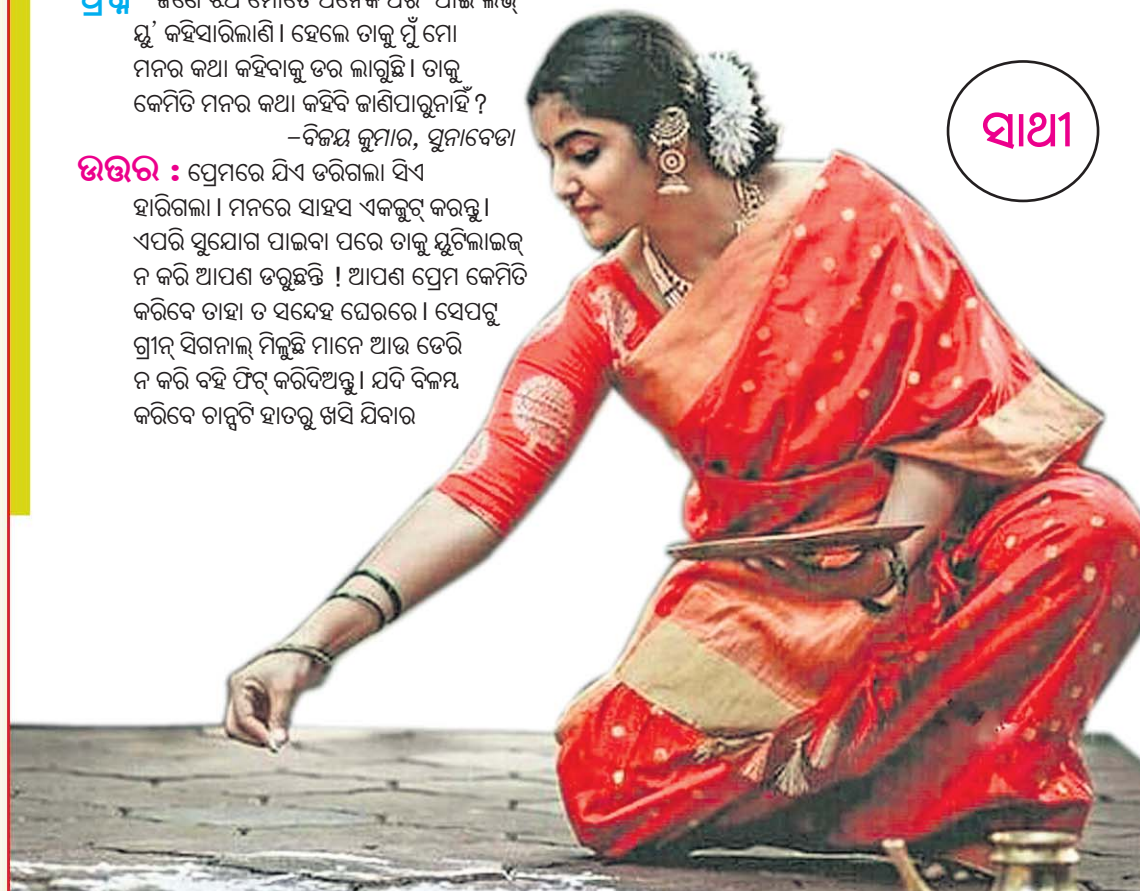 ପ୍ରଶ୍ନ
ୟୁ’ କହିସାରିଲାଣି। ହେଲେ ତାକୁ ମୁଁ ମୋ
ମନର କଥା କହିବାକୁ ଡର ଲାଗୁଛି। ତାକୁ
କେମିତି ମନର କଥା କହିବି ଜାଣିପାରୁନାହିଁ ?
–ବିଜୟ କୁମାର, ସୁନାବେଡା
ଉତ୍ତର : ପ୍ରେମରେ ଯିଏ ଡରିଗଲା ସିଏ
ହାରିଗଲା। ମନରେ ସାହସ ଏକଜୁଟ୍ କରନ୍ତୁ।
ଏପରି ସୁଯୋଗ ପାଇବା ପରେ ତାକୁ ୟୁଟିଲାଇଜ୍
ନ କରି ଆପଣ ଡରୁଛନ୍ତି ! ଆପଣ ପ୍ରେମ କେମିତି
କରିବେ ତାହା ତ ସନ୍ଦେହ ଘେରରେ। ସେପଟୁ
ଗ୍ରୀନ୍ ସିଗନାଲ୍ ମିଳୁଛି ମାନେ ଆଉ ଡେରି
ନ କରି ବହି ଫିଟ୍ କରିଦିଅନ୍ତୁ। ଯଦି ବିଳମ୍ବ
କରିବେ ଚାନ୍ସଟି ହାତରୁ ଖସି ଯିବାର
ସାଥୀ